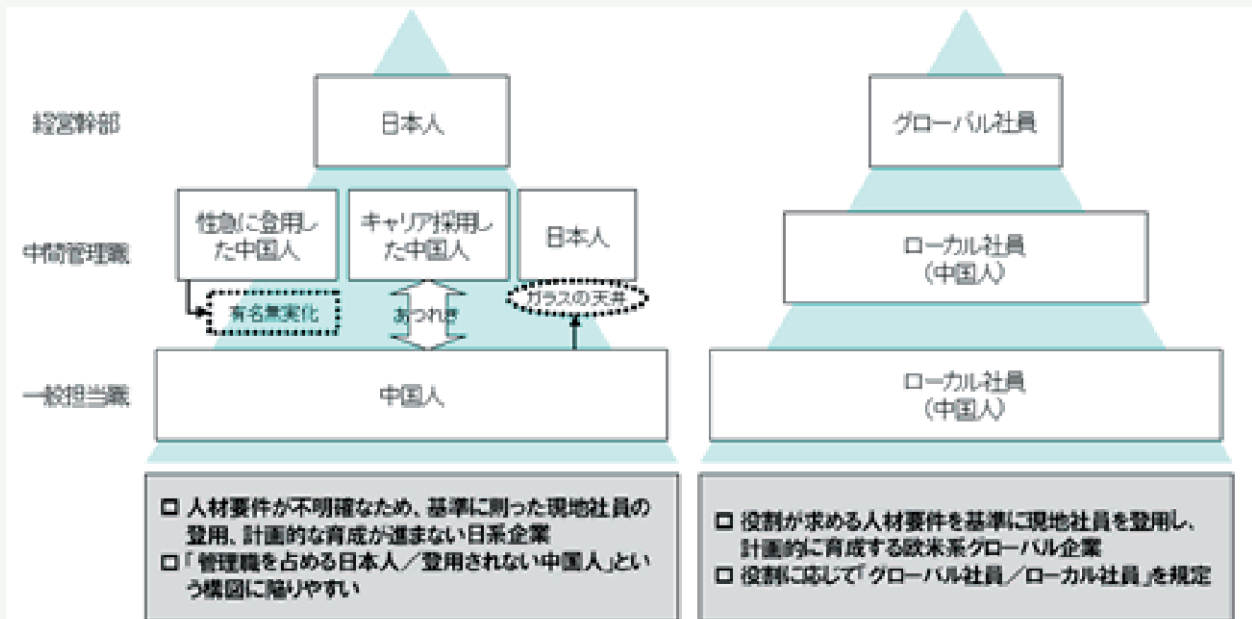 経営幹部
日本人
グローバル社員
中間管理職
性急に登用し
た中国人
キャリア採用し
た中国人
日本人
ローカル社員
(中国人)
有名無実化
あつれき
ガラスの天井
一般担当職
中国人
ローカル社員
(中国人)
□ 人材要件が不明確なため、基準に則った現地社員の
登用、計画的な育成が進まない日系企業
□ 「管理職を占める日本人／登用されない中国人」とい
う構図に陥りやすい
□ 役割が求める人材要件を基準に現地社員を登用し、
計画的に育成する欧米系グローバル企業
□ 役割に応じて「グローバル社員／ローカル社員」を規定